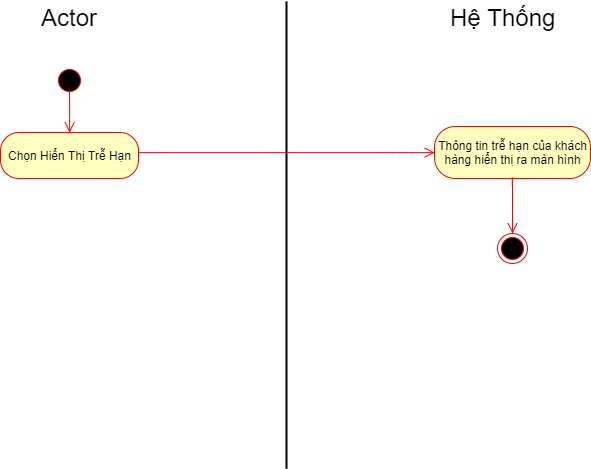 Actor
Hệ Thống
Chọn Hiển Thị Trễ Hạn
Thông tin trễ hạn của khách
hàng hiển thị ra màn hình